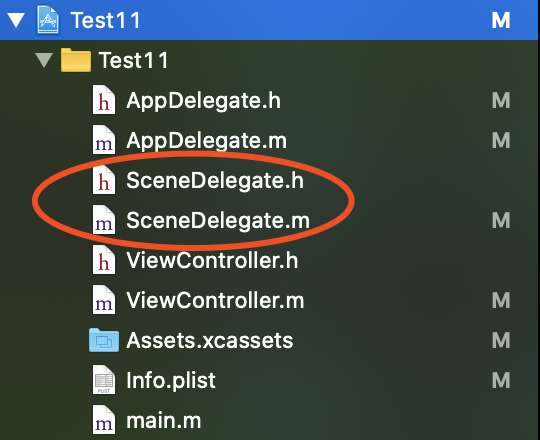 Test11 M
Test11
h AppDelegate.h M
m AppDelegate.m M
h SceneDelegate.h
m SceneDelegate.m M
h ViewController.h
m ViewController.m M
Assets.xcassets M
PLIST Info.plist M
m main.m